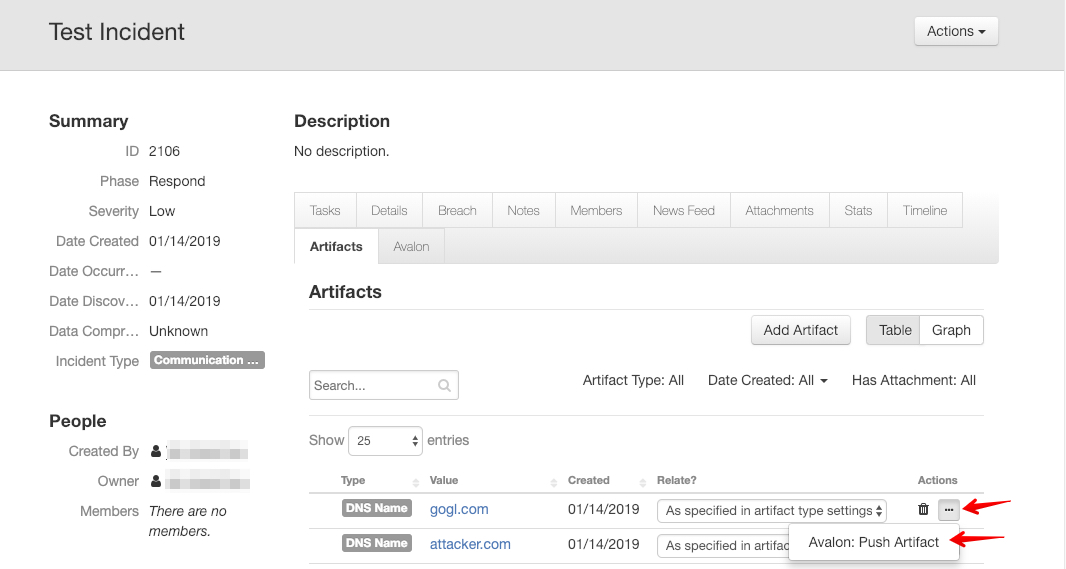 Test Incident
Actions
Summary
ID 2106
Phase Respond
Severity Low
Date Created 01/14/2019
Date Occurr... —
Date Discov... 01/14/2019
Data Compr... Unknown
Incident Type Communication ...
People
Created By
Owner
Members There are no
members.
Description
No description.
Tasks Details Breach Notes Members News Feed Attachments Stats Timeline
Artifacts Avalon
Artifacts
Add Artifact Table Graph
Search... Artifact Type: All Date Created: All Has Attachment: All
Show 25 entries
Type Value Created Relate? Actions
DNS Name gogl.com 01/14/2019 As specified in artifact type settings ...
DNS Name attacker.com 01/14/2019 As specified in artifac
Avalon: Push Artifact